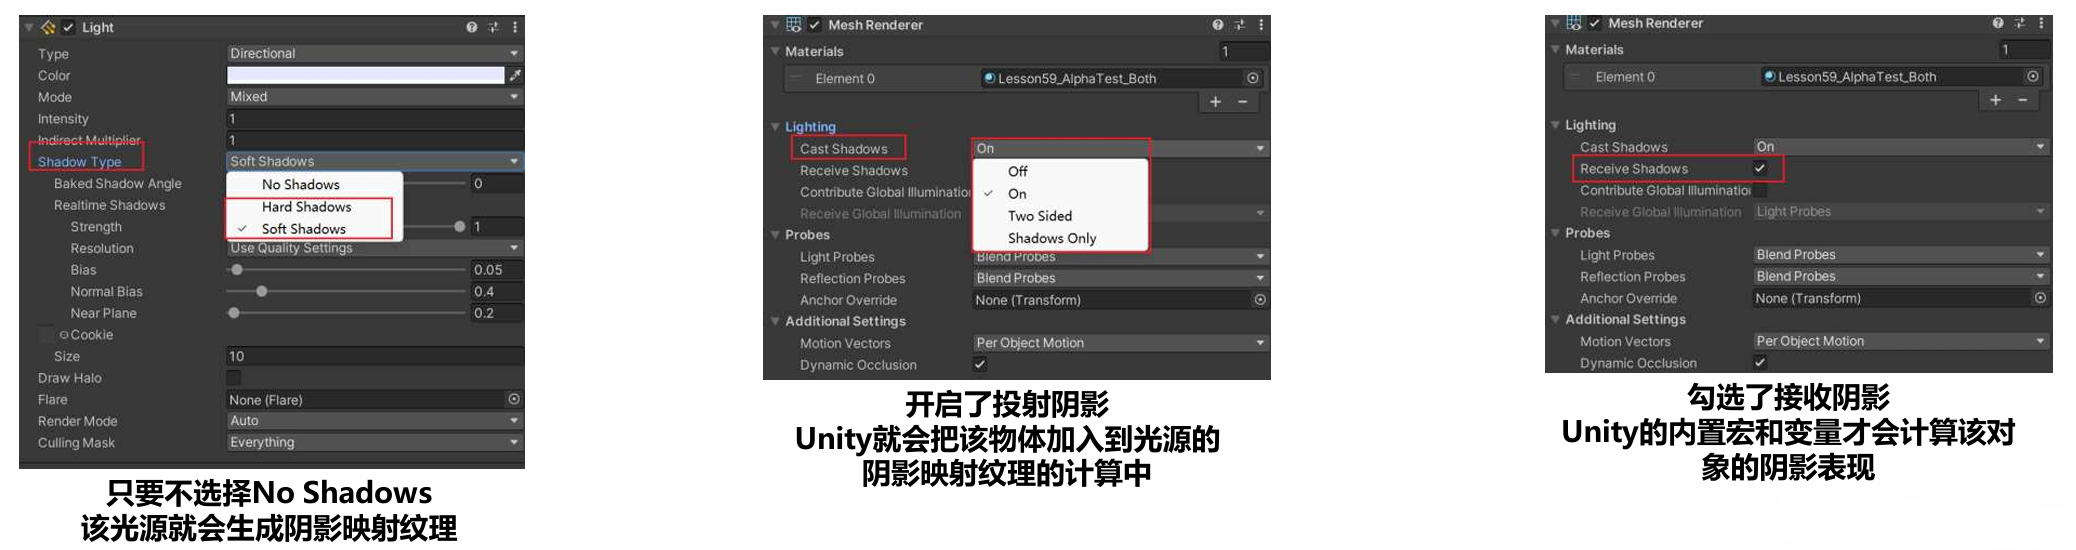 Light
Type Directional
Color
Mode Mixed
Intensity 1
Indirect Multiplier 1
Shadow Type Soft Shadows
No Shadows
Hard Shadows
Soft Shadows
Baked Shadow Angle 0
Realtime Shadows
Strength 1
Resolution Use Quality Settings
Bias 0.05
Normal Bias 0.4
Near Plane 0.2
Cookie
Size 10
Draw Halo
Flare None (Flare)
Render Mode Auto
Culling Mask Everything
只要不选择No Shadows
该光源就会生成阴影映射纹理
Mesh Renderer
Materials 1
Element 0 Lesson59_AlphaTest_Both
Lighting
Cast Shadows On
Off
On
Two Sided
Shadows Only
Receive Shadows
Contribute Global Illumination
Receive Global Illumination
Probes
Light Probes Blend Probes
Reflection Probes Blend Probes
Anchor Override None (Transform)
Additional Settings
Motion Vectors Per Object Motion
Dynamic Occlusion
开启了投射阴影
Unity就会把该物体加入到光源的
阴影映射纹理的计算中
Mesh Renderer
Materials 1
Element 0 Lesson59_AlphaTest_Both
Lighting
Cast Shadows On
Receive Shadows
Contribute Global Illuminatio
Receive Global Illumination Light Probes
Probes
Light Probes Blend Probes
Reflection Probes Blend Probes
Anchor Override None (Transform)
Additional Settings
Motion Vectors Per Object Motion
Dynamic Occlusion
勾选了接收阴影
Unity的内置宏和变量才会计算该对
象的阴影表现